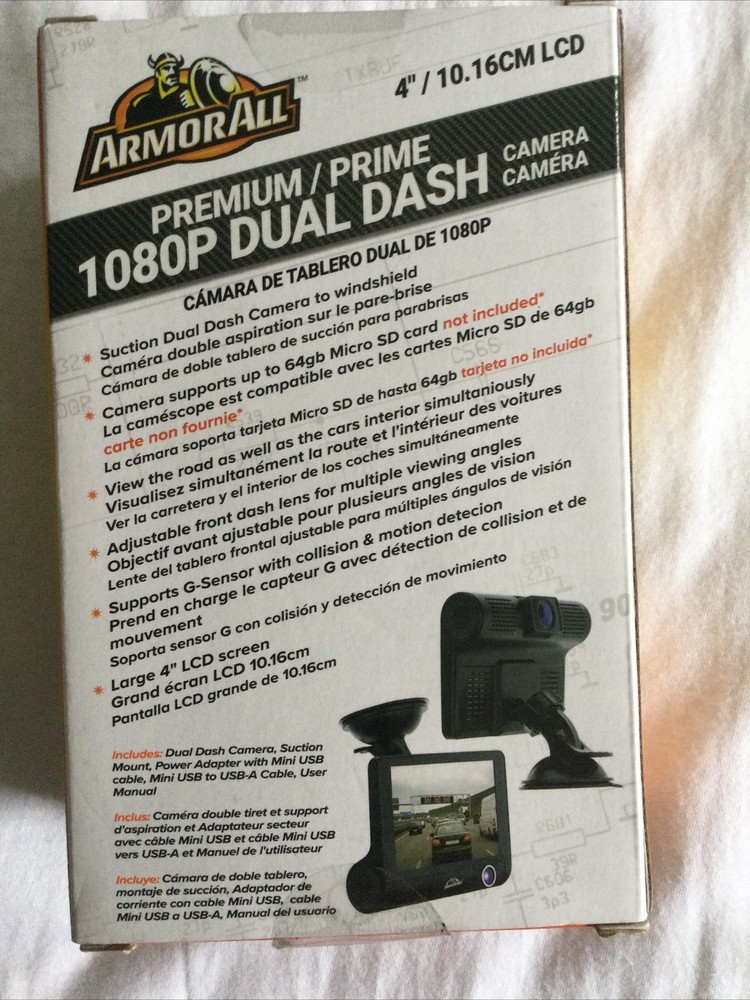 ARMOR ALL™
4" / 10.16CM LCD
PREMIUM / PRIME
1080P DUAL DASH CAMERA
CAMÉRA
CÁMARA DE TABLERO DUAL DE 1080P
Suction Dual Dash Camera to windshield
Caméra double aspiration sur le pare-brise
Cámara de doble tablero de succión para parabrisas
Camera supports up to 64gb Micro SD card not included*
La caméscope est compatible avec les cartes Micro SD de 64gb
carte non fournie*
La cámara soporta tarjeta Micro SD de hasta 64gb tarjeta no incluida*
View the road as well as the cars interior simultaniously
Visualisez simultanément la route et l'intérieur des voitures
Ver la carretera y el interior de los coches simultáneamente
Adjustable front dash lens for multiple viewing angles
Objectif avant ajustable pour plusieurs angles de vision
Lente del tablero frontal ajustable para múltiples ángulos de visión
Supports G-Sensor with collision & motion detecion
Prend en charge le capteur G avec détection de collision et de
mouvement
Soporta sensor G con colisión y detección de movimiento
Large 4" LCD screen
Grand écran LCD 10.16cm
Pantalla LCD grande de 10.16cm
Includes: Dual Dash Camera, Suction
Mount, Power Adapter with Mini USB
cable, Mini USB to USB-A Cable, User
Manual
Inclus: Caméra double tiret et support
d'aspiration et Adaptateur secteur
avec câble Mini USB et câble Mini USB
vers USB-A et Manuel de l'utilisateur
Incluye: Cámara de doble tablero,
montaje de succión, Adaptador de
corriente con cable Mini USB, cable
Mini USB a USB-A, Manual del usuario